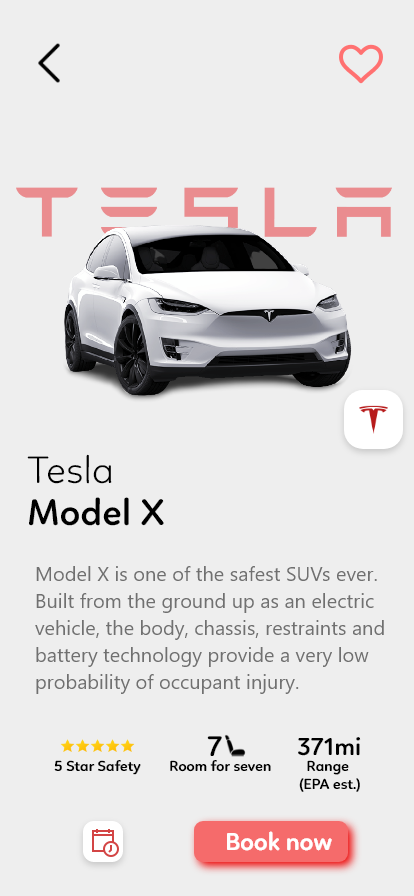 TESLA
Tesla
Model X
Model X is one of the safest SUVs ever.
Built from the ground up as an electric
vehicle, the body, chassis, restraints and
battery technology provide a very low
probability of occupant injury.
7
371mi
5 Star Safety
Room for seven
Range
(EPA est.)
Book now